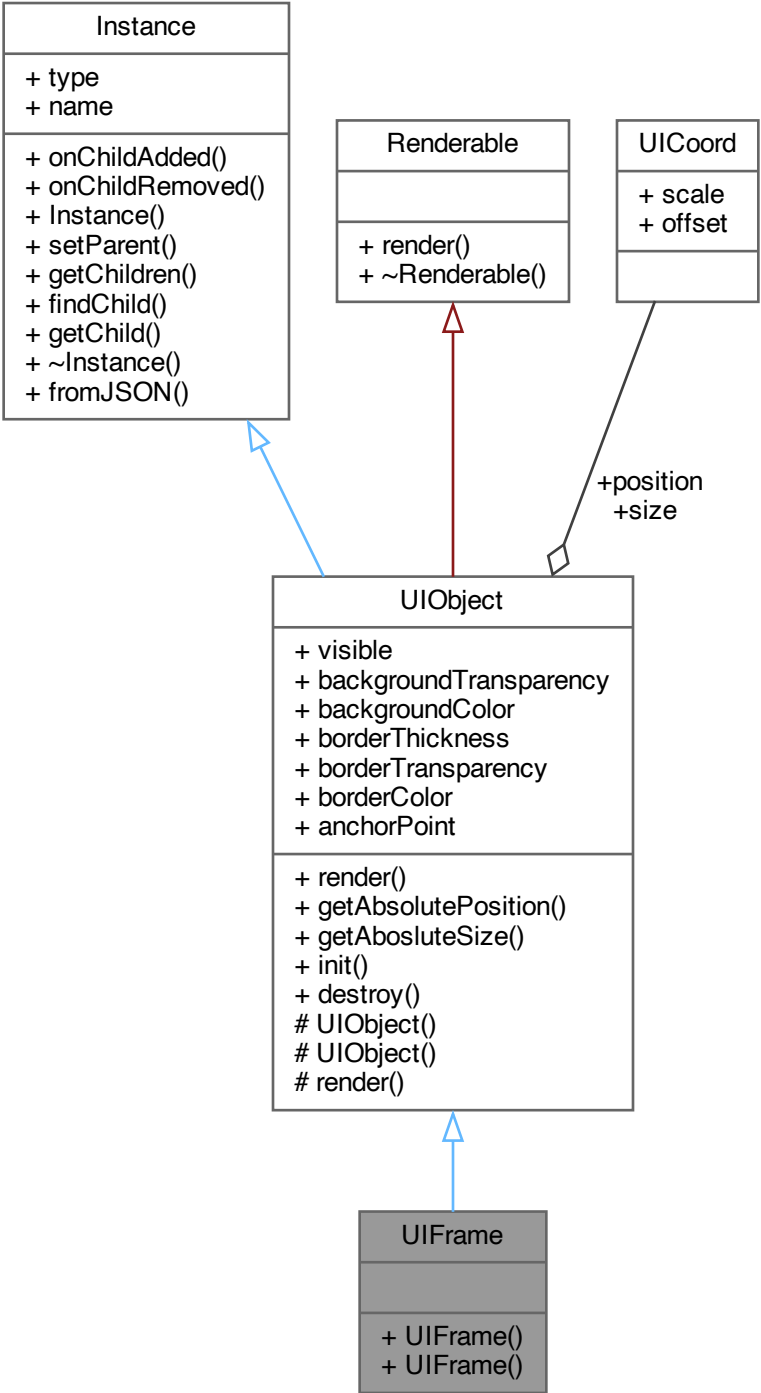 Instance
+ type
+ name
+ onChildAdded()
+ onChildRemoved()
+ Instance()
+ setParent()
+ getChildren()
+ findChild()
+ getChild()
+ ~Instance()
+ fromJSON()
Renderable
+ render()
+ ~Renderable()
UICoord
+ scale
+ offset
+position
+size
UIObject
+ visible
+ backgroundTransparency
+ backgroundColor
+ borderThickness
+ borderTransparency
+ borderColor
+ anchorPoint
+ render()
+ getAbsolutePosition()
+ getAbosluteSize()
+ init()
+ destroy()
# UIObject()
# UIObject()
# render()
UIFrame
+ UIFrame()
+ UIFrame()